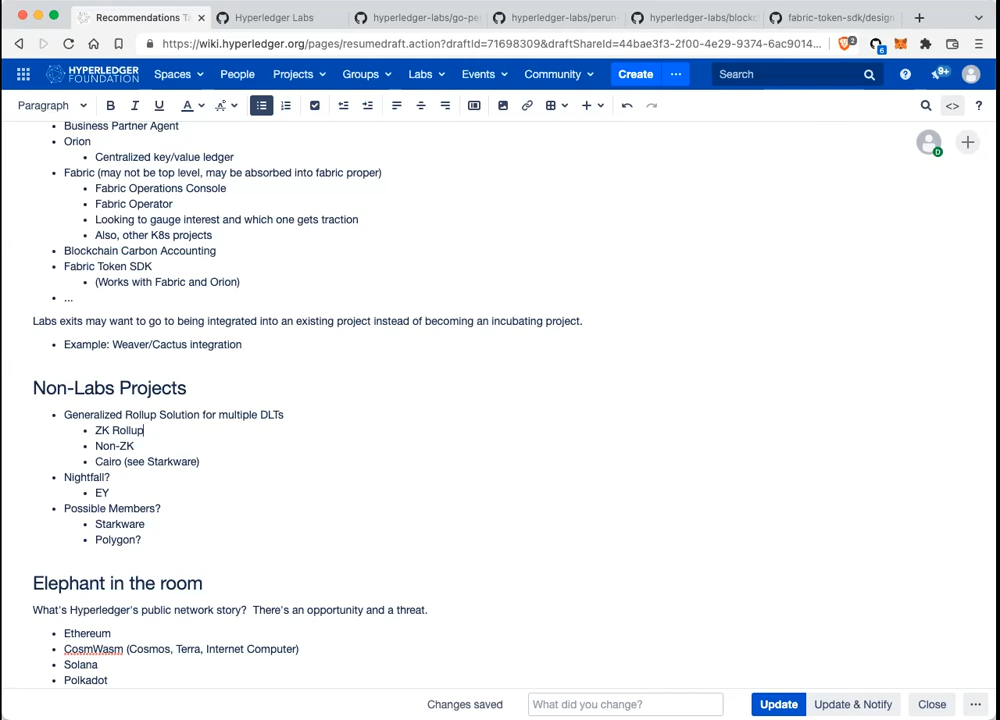 Recommendations Ta
Hyperledger Labs
hyperledger-labs/go-per
hyperledger-labs/perun-
hyperledger-labs/blockc
fabric-token-sdk/design
https://wiki.hyperledger.org/pages/resumedraft.action?draftId=71698309&draftShareId=44bae3f3-2f00-4e29-9374-6ac9014...
2
6
HYPERLEDGER
FOUNDATION
Spaces
People
Projects
Groups
Labs
Events
Community
Create
Search
9+
Paragraph
B
I
U
A
<>
?
D
Business Partner Agent
Orion
Centralized key/value ledger
Fabric (may not be top level, may be absorbed into fabric proper)
Fabric Operations Console
Fabric Operator
Looking to gauge interest and which one gets traction
Also, other K8s projects
Blockchain Carbon Accounting
Fabric Token SDK
(Works with Fabric and Orion)
...
Labs exits may want to go to being integrated into an existing project instead of becoming an incubating project.
Example: Weaver/Cactus integration
Non-Labs Projects
Generalized Rollup Solution for multiple DLTs
ZK Rollup
Non-ZK
Cairo (see Starkware)
Nightfall?
EY
Possible Members?
Starkware
Polygon?
Elephant in the room
What's Hyperledger's public network story?  There's an opportunity and a threat.
Ethereum
CosmWasm (Cosmos, Terra, Internet Computer)
Solana
Polkadot
Changes saved
What did you change?
Update
Update & Notify
Close